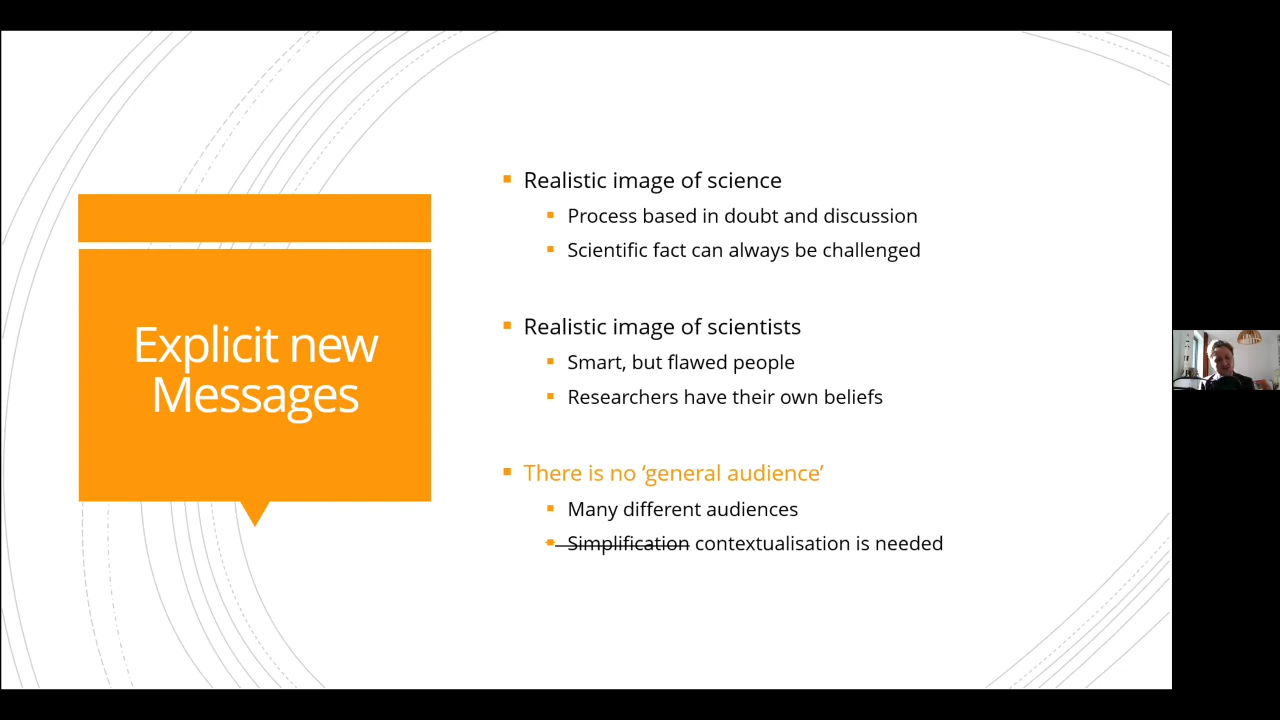 Explicit new
Messages
Realistic image of science
Process based in doubt and discussion
Scientific fact can always be challenged
Realistic image of scientists
Smart, but flawed people
Researchers have their own beliefs
There is no ‘general audience’
Many different audiences
Simplification contextualisation is needed